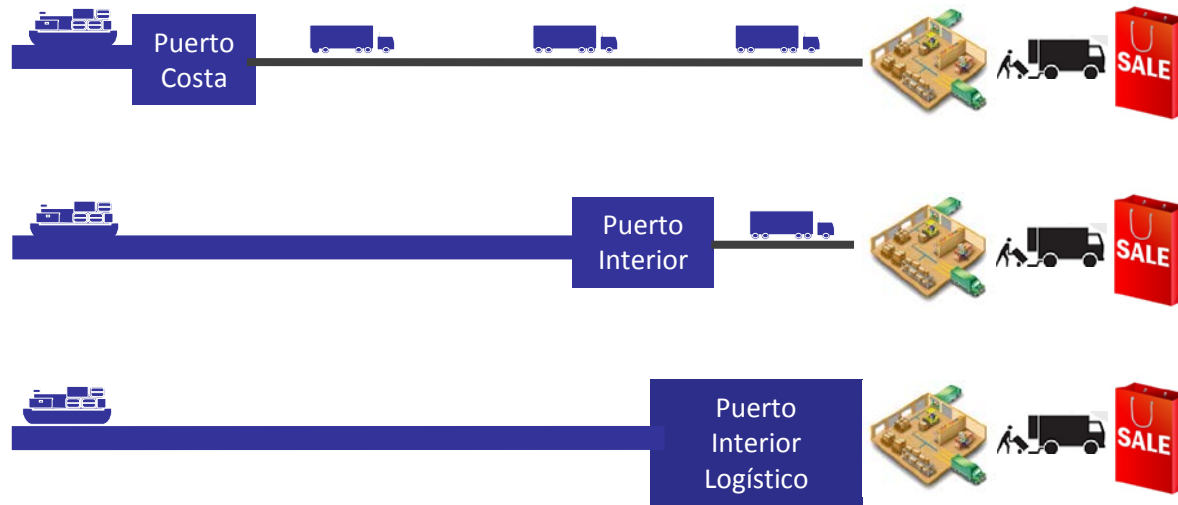 Puerto
Costa
SALE
Puerto
Interior
SALE
Puerto
Interior
Logístico
SALE